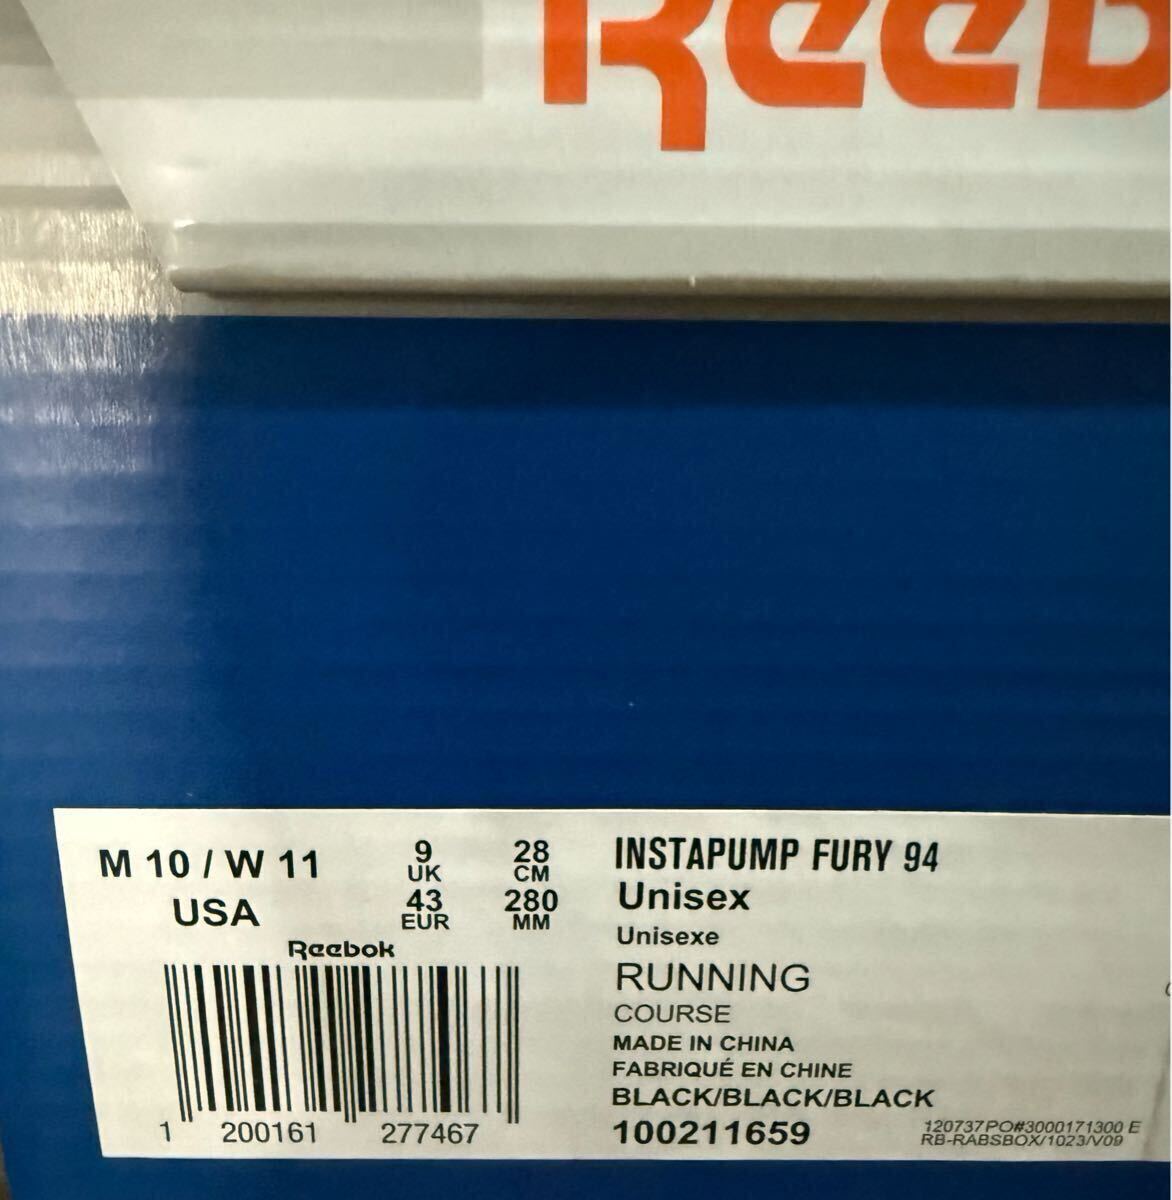 Reeb
M 10 / W 11
USA
9
UK
43
EUR
28
CM
280
MM
Reebok
1 200161 277467
INSTAPUMP FURY 94
Unisex
Unisexe
RUNNING
COURSE
MADE IN CHINA
FABRIQUÉ EN CHINE
BLACK/BLACK/BLACK
100211659
120737PO#3000171300 E
RB-RABSBOX/1023/V09